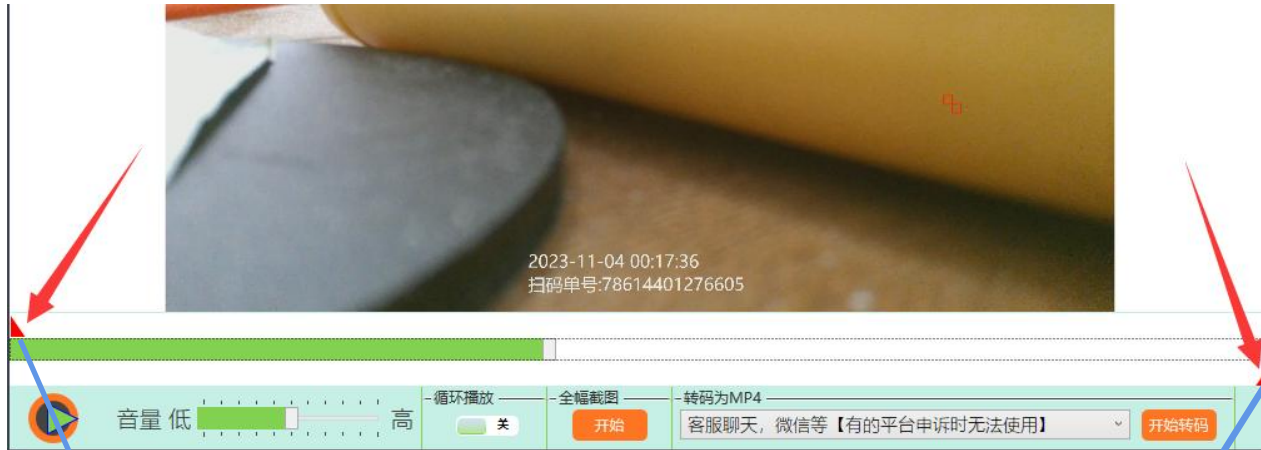 2023-11-04 00:17:36
扫码单号:78614401276605
音量 低 高
循环播放
关
全幅截图
开始
转码为MP4
客服聊天，微信等【有的平台申诉时无法使用】
开始转码